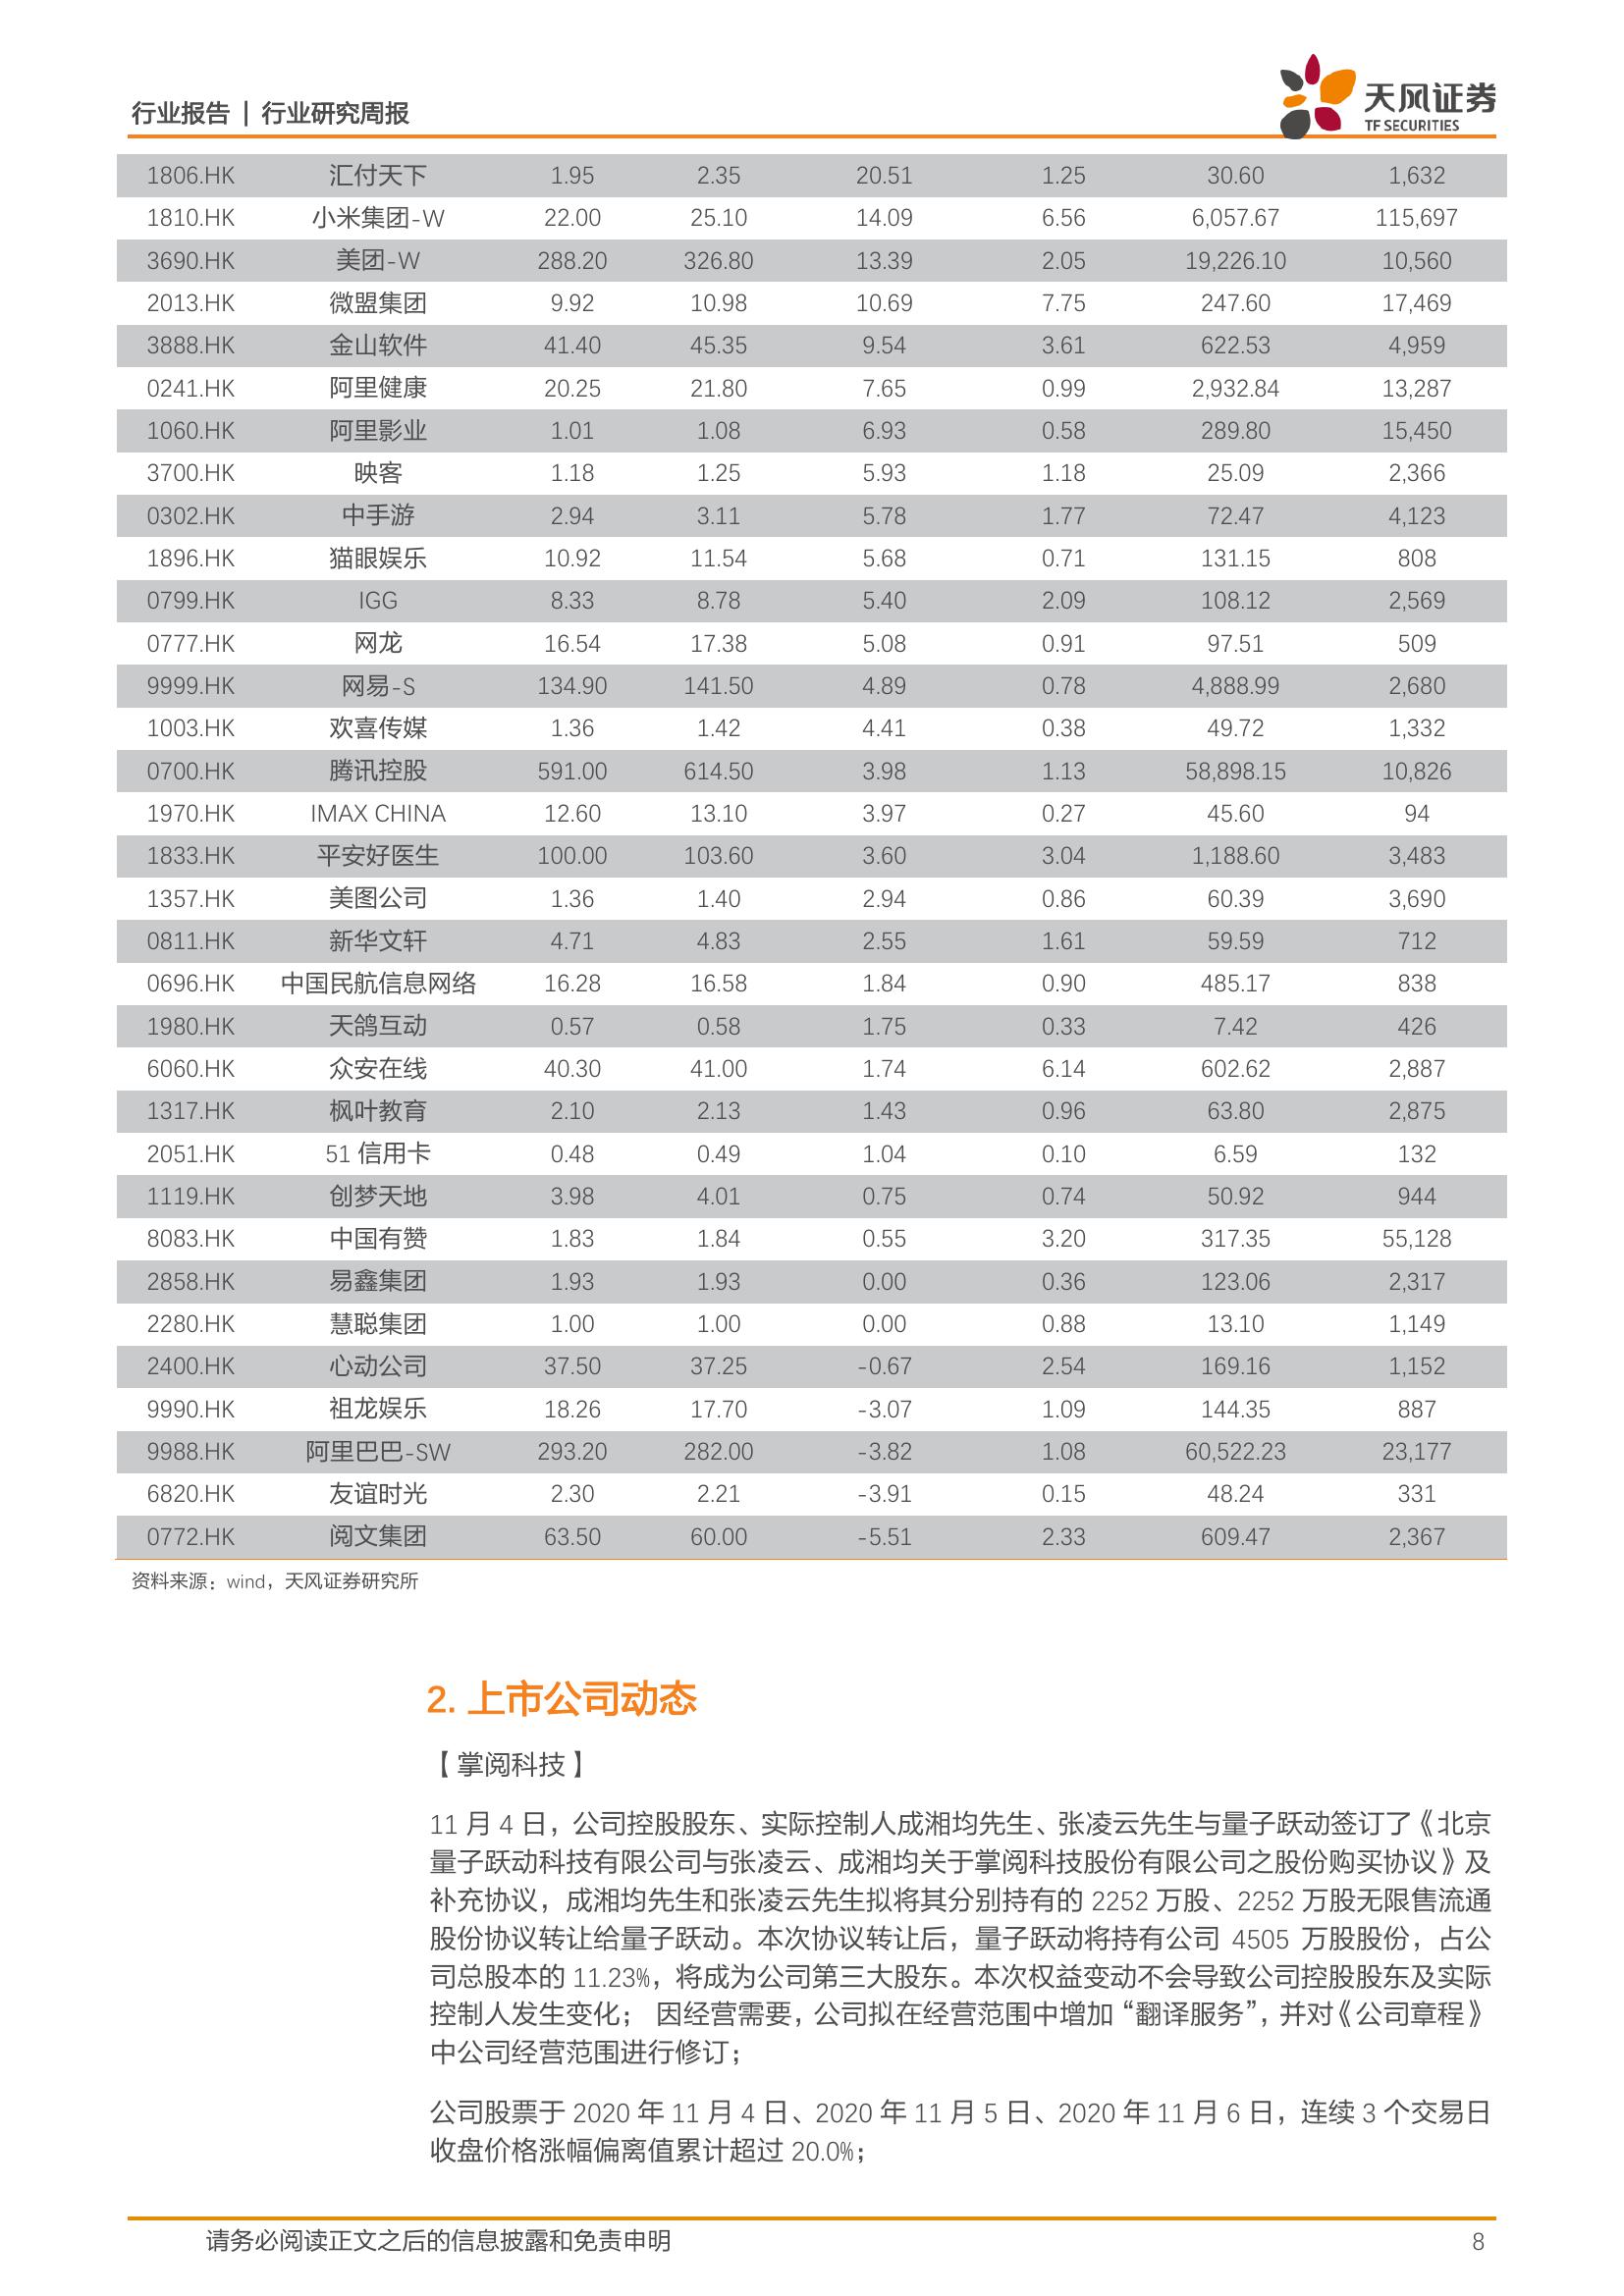 行业报告 | 行业研究周报
天风证券
TF SECURITIES
1806.HK 汇付天下 1.95 2.35 20.51 1.25 30.60 1,632
1810.HK 小米集团-W 22.00 25.10 14.09 6.56 6,057.67 115,697
3690.HK 美团-W 288.20 326.80 13.39 2.05 19,226.10 10,560
2013.HK 微盟集团 9.92 10.98 10.69 7.75 247.60 17,469
3888.HK 金山软件 41.40 45.35 9.54 3.61 622.53 4,959
0241.HK 阿里健康 20.25 21.80 7.65 0.99 2,932.84 13,287
1060.HK 阿里影业 1.01 1.08 6.93 0.58 289.80 15,450
3700.HK 映客 1.18 1.25 5.93 1.18 25.09 2,366
0302.HK 中手游 2.94 3.11 5.78 1.77 72.47 4,123
1896.HK 猫眼娱乐 10.92 11.54 5.68 0.71 131.15 808
0799.HK IGG 8.33 8.78 5.40 2.09 108.12 2,569
0777.HK 网龙 16.54 17.38 5.08 0.91 97.51 509
9999.HK 网易-S 134.90 141.50 4.89 0.78 4,888.99 2,680
1003.HK 欢喜传媒 1.36 1.42 4.41 0.38 49.72 1,332
0700.HK 腾讯控股 591.00 614.50 3.98 1.13 58,898.15 10,826
1970.HK IMAX CHINA 12.60 13.10 3.97 0.27 45.60 94
1833.HK 平安好医生 100.00 103.60 3.60 3.04 1,188.60 3,483
1357.HK 美图公司 1.36 1.40 2.94 0.86 60.39 3,690
0811.HK 新华文轩 4.71 4.83 2.55 1.61 59.59 712
0696.HK 中国民航信息网络 16.28 16.58 1.84 0.90 485.17 838
1980.HK 天鸽互动 0.57 0.58 1.75 0.33 7.42 426
6060.HK 众安在线 40.30 41.00 1.74 6.14 602.62 2,887
1317.HK 枫叶教育 2.10 2.13 1.43 0.96 63.80 2,875
2051.HK 51 信用卡 0.48 0.49 1.04 0.10 6.59 132
1119.HK 创梦天地 3.98 4.01 0.75 0.74 50.92 944
8083.HK 中国有赞 1.83 1.84 0.55 3.20 317.35 55,128
2858.HK 易鑫集团 1.93 1.93 0.00 0.36 123.06 2,317
2280.HK 慧聪集团 1.00 1.00 0.00 0.88 13.10 1,149
2400.HK 心动公司 37.50 37.25 -0.67 2.54 169.16 1,152
9990.HK 祖龙娱乐 18.26 17.70 -3.07 1.09 144.35 887
9988.HK 阿里巴巴-SW 293.20 282.00 -3.82 1.08 60,522.23 23,177
6820.HK 友谊时光 2.30 2.21 -3.91 0.15 48.24 331
0772.HK 阅文集团 63.50 60.00 -5.51 2.33 609.47 2,367
资料来源：wind，天风证券研究所
2. 上市公司动态
【掌阅科技】
11 月 4 日，公司控股股东、实际控制人成湘均先生、张凌云先生与量子跃动签订了《北京
量子跃动科技有限公司与张凌云、成湘均关于掌阅科技股份有限公司之股份购买协议》及
补充协议，成湘均先生和张凌云先生拟将其分别持有的 2252 万股、2252 万股无限售流通
股份协议转让给量子跃动。本次协议转让后，量子跃动将持有公司 4505 万股股份，占公
司总股本的 11.23%，将成为公司第三大股东。本次权益变动不会导致公司控股股东及实际
控制人发生变化； 因经营需要，公司拟在经营范围中增加“翻译服务”，并对《公司章程》
中公司经营范围进行修订；
公司股票于 2020 年 11 月 4 日、2020 年 11 月 5 日、2020 年 11 月 6 日，连续 3 个交易日
收盘价格涨幅偏离值累计超过 20.0%；
请务必阅读正文之后的信息披露和免责申明 8